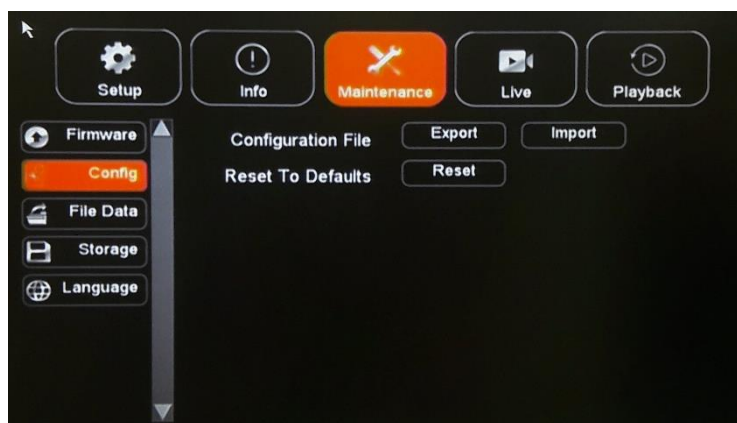 Setup
Info
Maintenance
Live
Playback
Firmware
Config
File Data
Storage
Language
Configuration File Export Import
Reset To Defaults Reset